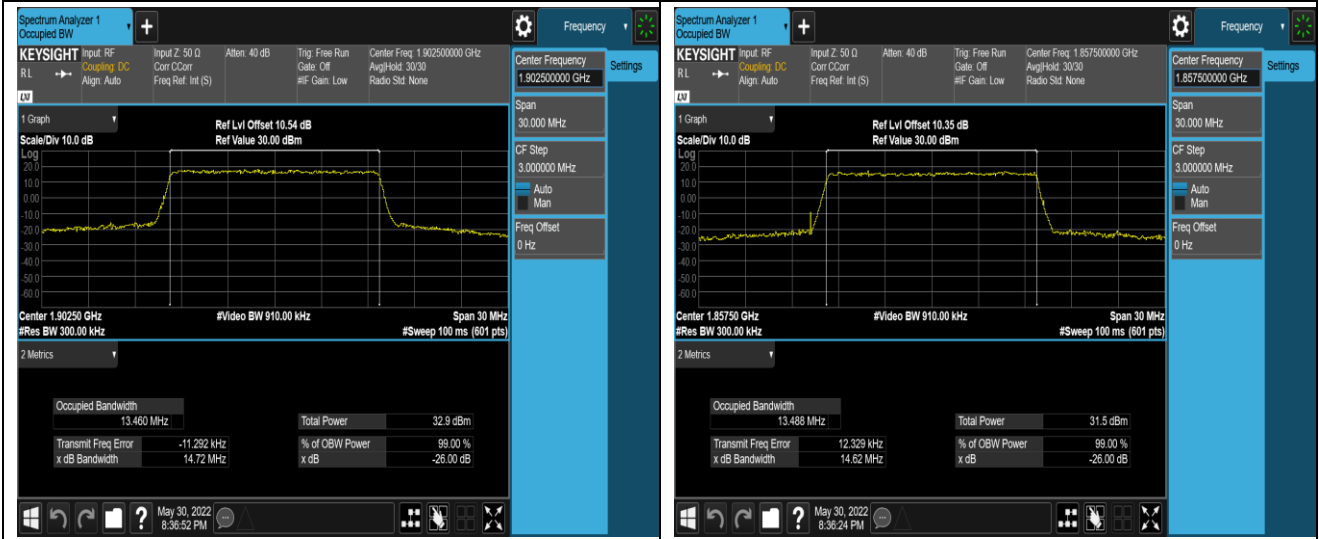 Spectrum Analyzer 1
Occupied BW
+
Frequency
KEYSIGHT
RL
Input: RF
Coupling: DC
Align: Auto
Input Z: 50 Ω
Corr CCorr
Freq Ref: Int (S)
Atten: 40 dB
Trig: Free Run
Gate: Off
#IF Gain: Low
Center Freq: 1.902500000 GHz
Avg|Hold: 30/30
Radio Std: None
LXI
1 Graph
Scale/Div 10.0 dB
Ref Lvl Offset 10.54 dB
Ref Value 30.00 dBm
Log
20.0
10.0
0.00
-10.0
-20.0
-30.0
-40.0
-50.0
-60.0
Center 1.90250 GHz
#Video BW 910.00 kHz
Span 30 MHz
#Res BW 300.00 kHz
#Sweep 100 ms (601 pts)
2 Metrics
Occupied Bandwidth
13.460 MHz
Total Power 32.9 dBm
Transmit Freq Error -11.292 kHz
% of OBW Power 99.00 %
x dB Bandwidth 14.72 MHz
x dB -26.00 dB
?
May 30, 2022
8:36:52 PM
Center Frequency
1.902500000 GHz
Settings
Span
30.000 MHz
CF Step
3.000000 MHz
Auto
Man
Freq Offset
0 Hz
Spectrum Analyzer 1
Occupied BW
+
Frequency
KEYSIGHT
RL
Input: RF
Coupling: DC
Align: Auto
Input Z: 50 Ω
Corr CCorr
Freq Ref: Int (S)
Atten: 40 dB
Trig: Free Run
Gate: Off
#IF Gain: Low
Center Freq: 1.857500000 GHz
Avg|Hold: 30/30
Radio Std: None
LXI
1 Graph
Scale/Div 10.0 dB
Ref Lvl Offset 10.35 dB
Ref Value 30.00 dBm
Log
20.0
10.0
0.00
-10.0
-20.0
-30.0
-40.0
-50.0
-60.0
Center 1.85750 GHz
#Video BW 910.00 kHz
Span 30 MHz
#Res BW 300.00 kHz
#Sweep 100 ms (601 pts)
2 Metrics
Occupied Bandwidth
13.488 MHz
Total Power 31.5 dBm
Transmit Freq Error 12.329 kHz
% of OBW Power 99.00 %
x dB Bandwidth 14.62 MHz
x dB -26.00 dB
?
May 30, 2022
8:36:24 PM
Center Frequency
1.857500000 GHz
Settings
Span
30.000 MHz
CF Step
3.000000 MHz
Auto
Man
Freq Offset
0 Hz